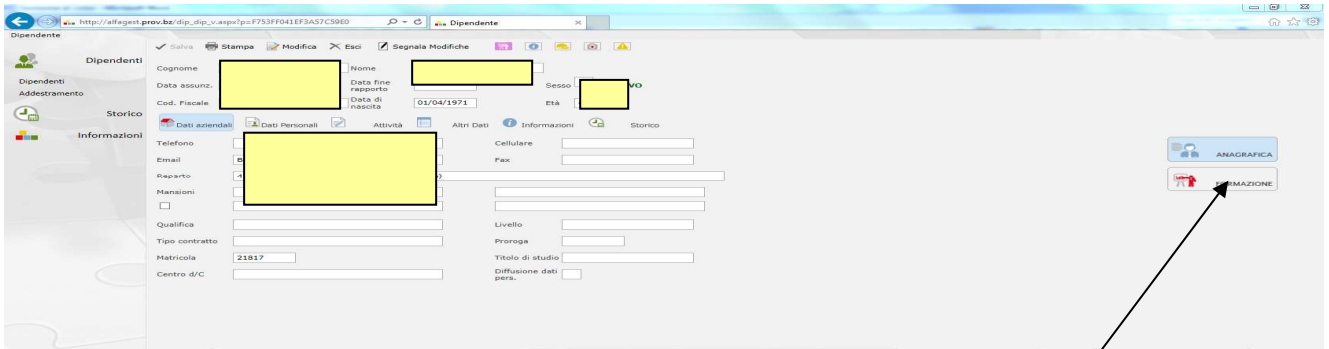 http://alfagest.prov.bz/dip_dip_v.aspx?p=F753FF041EF3A57C59E0 Dipendente
Dipendente
Salva Stampa Modifica Esci Segnala Modifiche
Dipendenti
Dipendenti
Addestramento
Storico
Informazioni
Cognome Nome
Data assunz. Data fine rapporto Sesso VO
Cod. Fiscale Data di nascita 01/04/1971 Età
Dati aziendali Dati Personali Attività Altri Dati Informazioni Storico
Telefono Cellulare
Email Fax
Reparto
Mansioni
Qualifica Livello
Tipo contratto Proroga
Matricola 21817 Titolo di studio
Centro d/C Diffusione dati pers.
ANAGRAFICA
FORMAZIONE